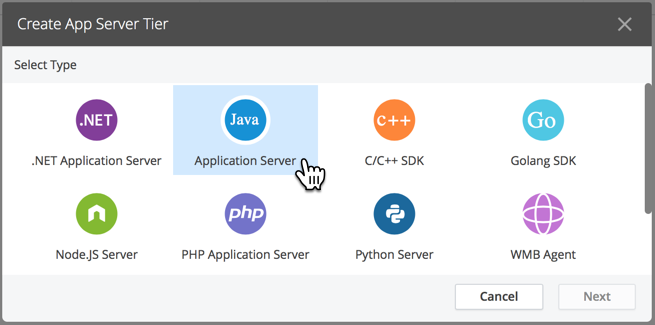 Create App Server Tier
Select Type
.NET Java C++ Go
.NET Application Server Application Server C/C++ SDK Golang SDK
php
Node.JS Server PHP Application Server Python Server WMB Agent
Cancel Next